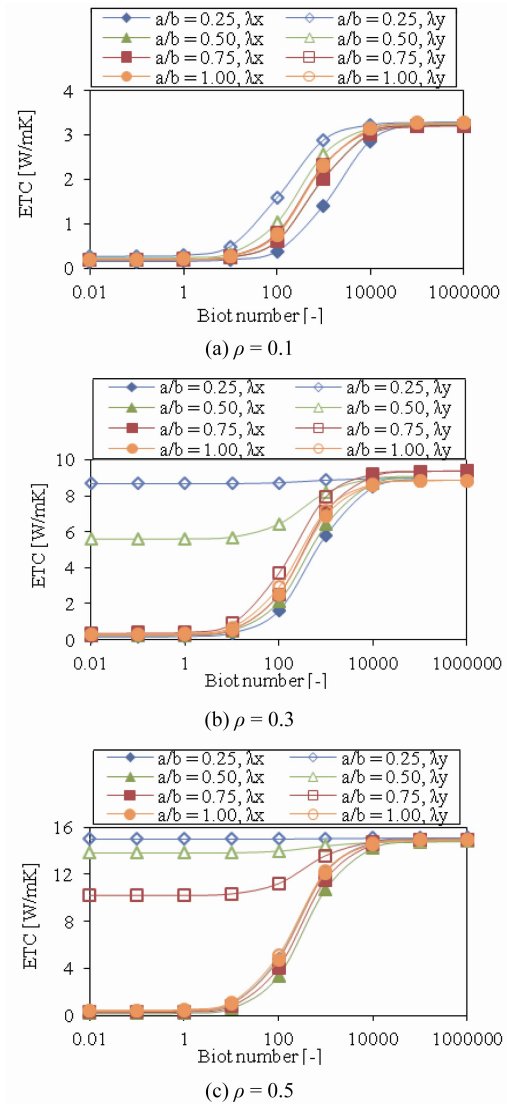 a/b = 0.25, λx a/b = 0.25, λy
a/b = 0.50, λx a/b = 0.50, λy
a/b = 0.75, λx a/b = 0.75, λy
a/b = 1.00, λx a/b = 1.00, λy
4
3
2
1
0
ETC [W/mK]
0.01 1 100 10000 1000000
Biot number [-]
(a) ρ = 0.1
a/b = 0.25, λx a/b = 0.25, λy
a/b = 0.50, λx a/b = 0.50, λy
a/b = 0.75, λx a/b = 0.75, λy
a/b = 1.00, λx a/b = 1.00, λy
10
8
6
4
2
0
ETC [W/mK]
0.01 1 100 10000 1000000
Biot number [-]
(b) ρ = 0.3
a/b = 0.25, λx a/b = 0.25, λy
a/b = 0.50, λx a/b = 0.50, λy
a/b = 0.75, λx a/b = 0.75, λy
a/b = 1.00, λx a/b = 1.00, λy
16
12
8
4
0
ETC [W/mK]
0.01 1 100 10000 1000000
Biot number [-]
(c) ρ = 0.5